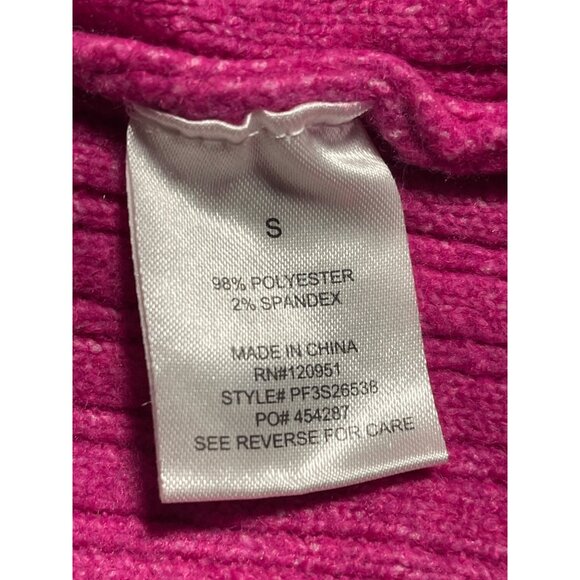 S
98% POLYESTER
2% SPANDEX
MADE IN CHINA
RN#120951
STYLE# PF3S26538
PO# 454287
SEE REVERSE FOR CARE